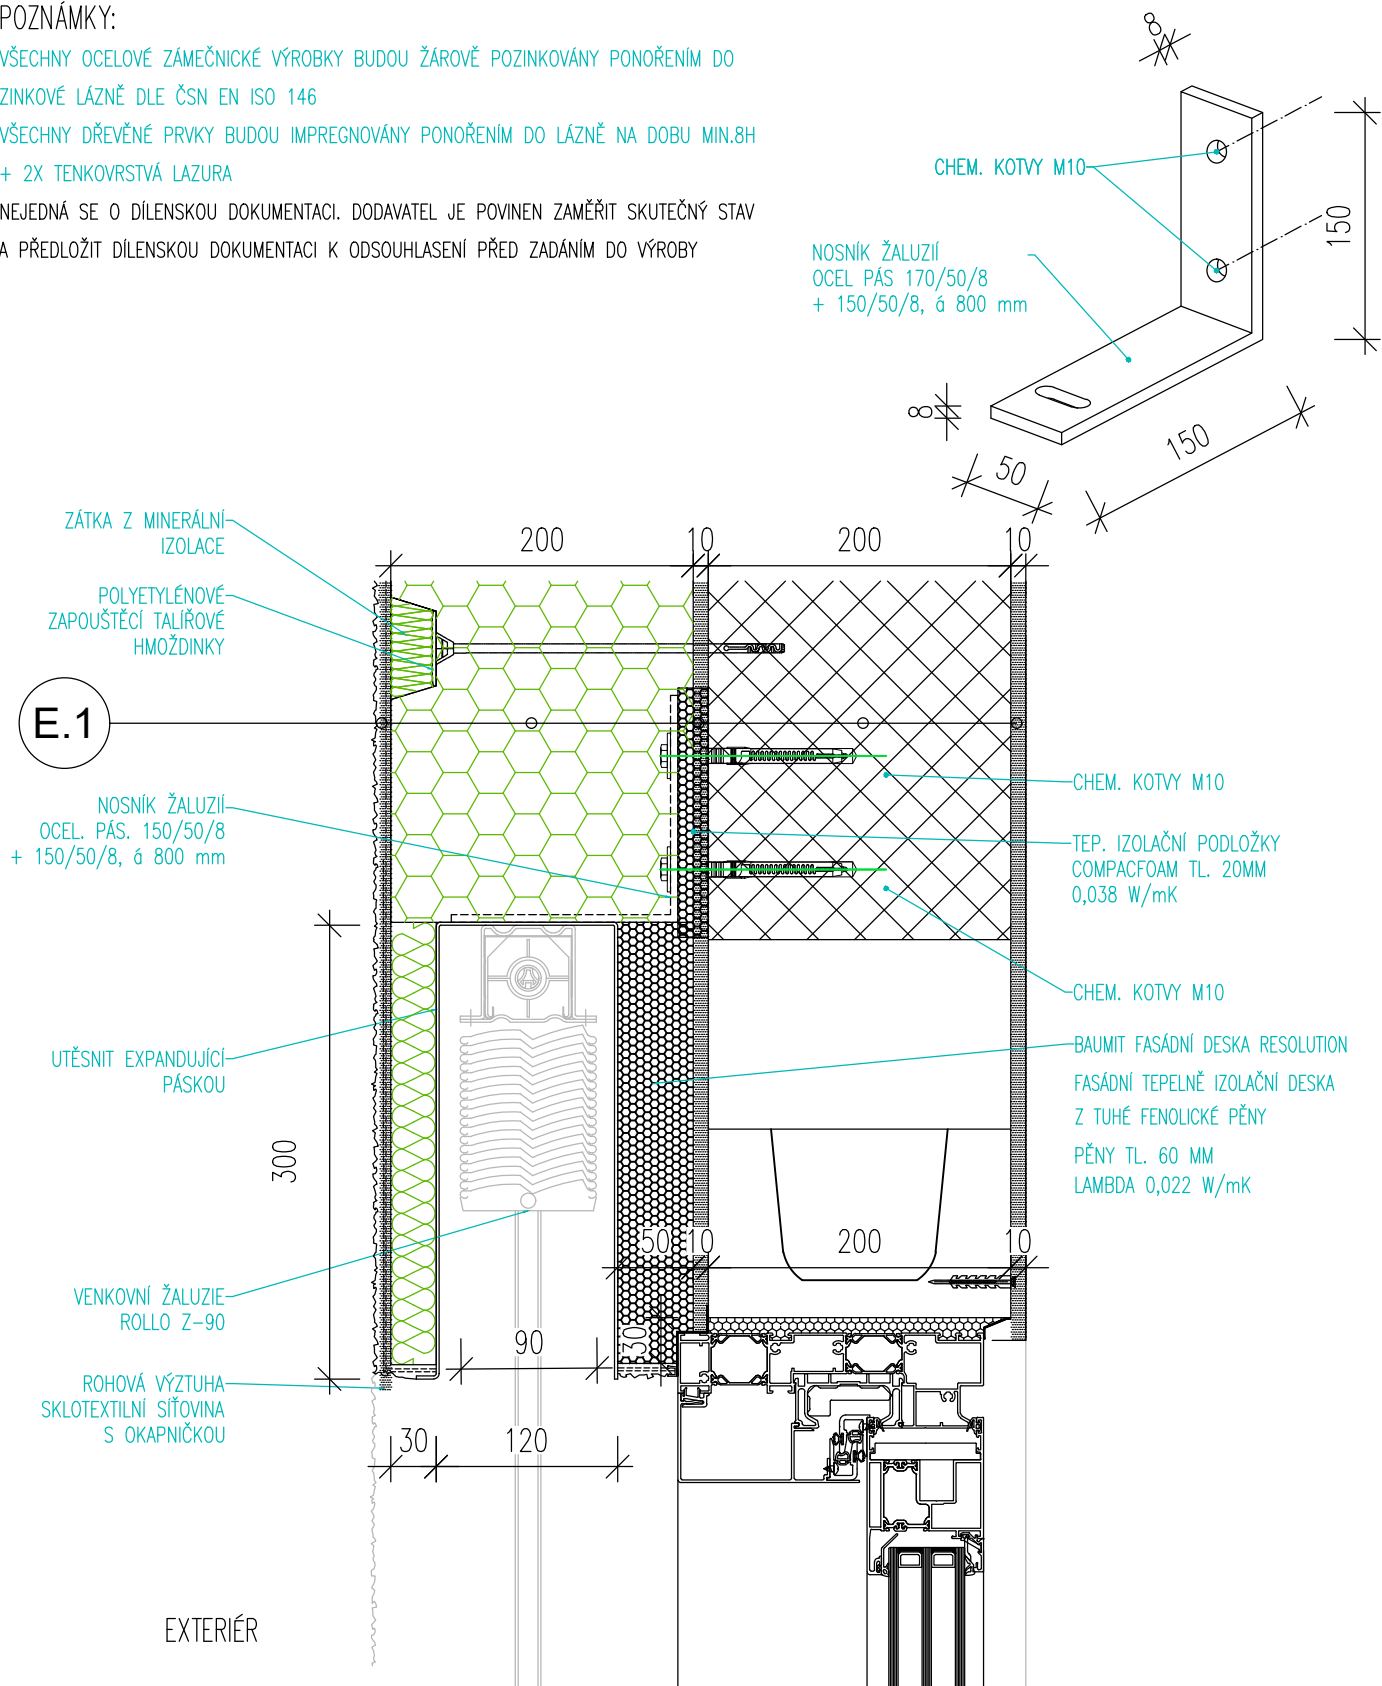 POZNÁMKY:
VŠECHNY OCELOVÉ ZÁMEČNICKÉ VÝROBKY BUDOU ŽÁROVĚ POZINKOVÁNY PONOŘENÍM DO
ZINKOVÉ LÁZNĚ DLE ČSN EN ISO 146
VŠECHNY DŘEVĚNÉ PRVKY BUDOU IMPREGNOVÁNY PONOŘENÍM DO LÁZNĚ NA DOBU MIN.8H
+ 2X TENKOVRSTVÁ LAZURA
NEJEDNÁ SE O DÍLENSKOU DOKUMENTACI. DODAVATEL JE POVINEN ZAMĚŘIT SKUTEČNÝ STAV
A PŘEDLOŽIT DÍLENSKOU DOKUMENTACI K ODSOUHLASENÍ PŘED ZADÁNÍM DO VÝROBY
8
CHEM. KOTVY M10
150
NOSNÍK ŽALUZIÍ
OCEL PÁS 170/50/8
+ 150/50/8, á 800 mm
8
50
150
ZÁTKA Z MINERÁLNÍ
IZOLACE
POLYETYLÉNOVÉ
ZAPOUŠTĚCÍ TALÍŘOVÉ
HMOŽDINKY
200
10
200
10
E.1
NOSNÍK ŽALUZIÍ
OCEL. PÁS. 150/50/8
+ 150/50/8, á 800 mm
CHEM. KOTVY M10
TEP. IZOLAČNÍ PODLOŽKY
COMPACFOAM TL. 20MM
0,038 W/mK
CHEM. KOTVY M10
UTĚSNIT EXPANDUJÍCÍ
PÁSKOU
BAUMIT FASÁDNÍ DESKA RESOLUTION
FASÁDNÍ TEPELNĚ IZOLAČNÍ DESKA
Z TUHÉ FENOLICKÉ PĚNY
PĚNY TL. 60 MM
LAMBDA 0,022 W/mK
300
50
10
200
10
VENKOVNÍ ŽALUZIE
ROLLO Z-90
90
30
ROHOVÁ VÝZTUHA
SKLOTEXTILNÍ SÍŤOVINA
S OKAPNIČKOU
30
120
EXTERIÉR